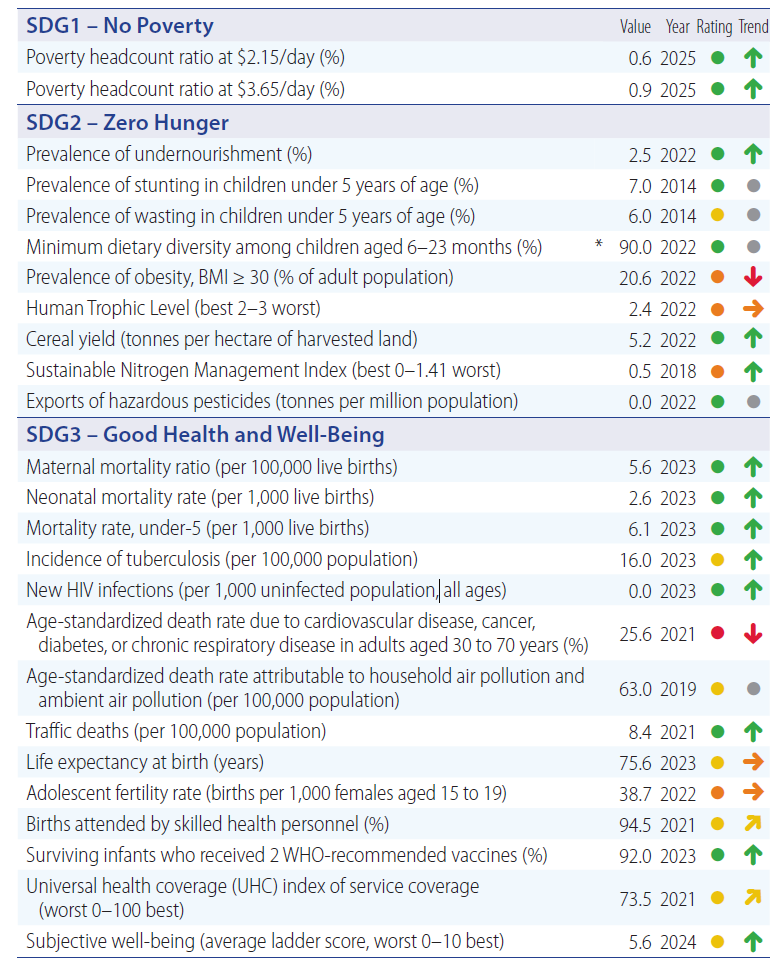 SDG1 – No Poverty Value Year Rating Trend
Poverty headcount ratio at $2.15/day (%) 0.6 2025
Poverty headcount ratio at $3.65/day (%) 0.9 2025
SDG2 – Zero Hunger
Prevalence of undernourishment (%) 2.5 2022
Prevalence of stunting in children under 5 years of age (%) 7.0 2014
Prevalence of wasting in children under 5 years of age (%) 6.0 2014
Minimum dietary diversity among children aged 6–23 months (%) * 90.0 2022
Prevalence of obesity, BMI ≥ 30 (% of adult population) 20.6 2022
Human Trophic Level (best 2–3 worst) 2.4 2022
Cereal yield (tonnes per hectare of harvested land) 5.2 2022
Sustainable Nitrogen Management Index (best 0–1.41 worst) 0.5 2018
Exports of hazardous pesticides (tonnes per million population) 0.0 2022
SDG3 – Good Health and Well-Being
Maternal mortality ratio (per 100,000 live births) 5.6 2023
Neonatal mortality rate (per 1,000 live births) 2.6 2023
Mortality rate, under-5 (per 1,000 live births) 6.1 2023
Incidence of tuberculosis (per 100,000 population) 16.0 2023
New HIV infections (per 1,000 uninfected population, all ages) 0.0 2023
Age-standardized death rate due to cardiovascular disease, cancer,
diabetes, or chronic respiratory disease in adults aged 30 to 70 years (%) 25.6 2021
Age-standardized death rate attributable to household air pollution and
ambient air pollution (per 100,000 population) 63.0 2019
Traffic deaths (per 100,000 population) 8.4 2021
Life expectancy at birth (years) 75.6 2023
Adolescent fertility rate (births per 1,000 females aged 15 to 19) 38.7 2022
Births attended by skilled health personnel (%) 94.5 2021
Surviving infants who received 2 WHO-recommended vaccines (%) 92.0 2023
Universal health coverage (UHC) index of service coverage
(worst 0–100 best) 73.5 2021
Subjective well-being (average ladder score, worst 0–10 best) 5.6 2024